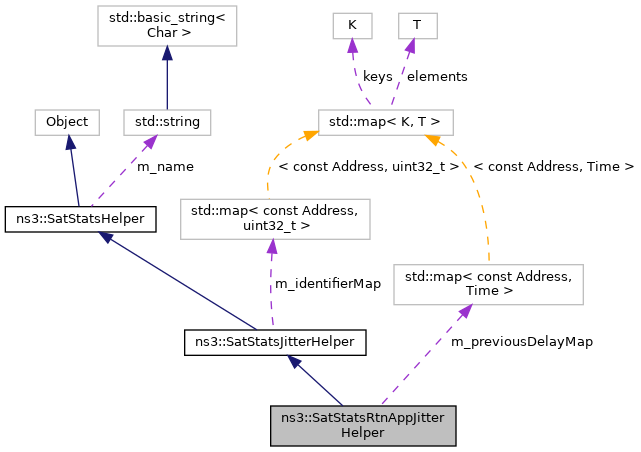 std::basic_string<
Char >
K
T
keys
elements
Object
std::string
std::map< K, T >
m_name
< const Address, uint32_t >
< const Address, Time >
ns3::SatStatsHelper
std::map< const Address,
uint32_t >
std::map< const Address,
Time >
m_identifierMap
ns3::SatStatsJitterHelper
m_previousDelayMap
ns3::SatStatsRtnAppJitter
Helper